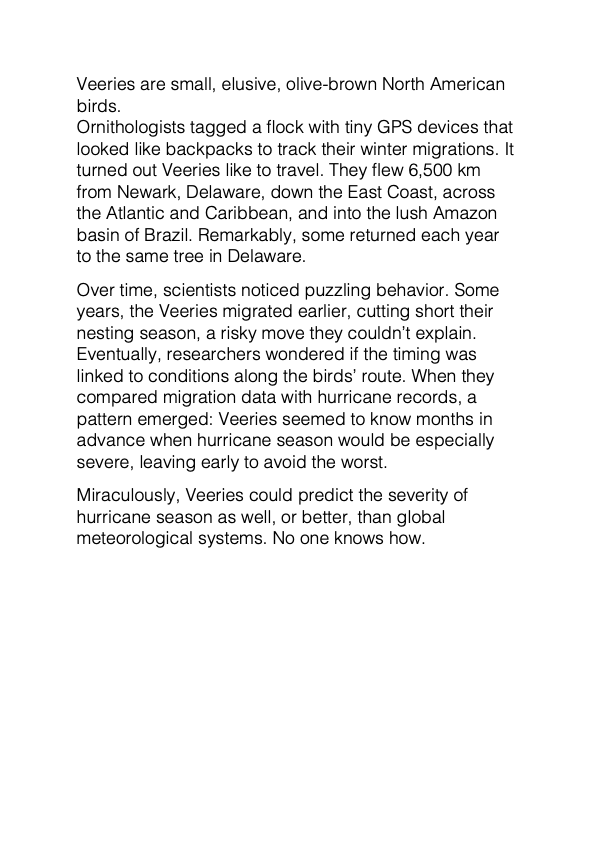 Veeries are small, elusive, olive-brown North American
birds.
Ornithologists tagged a flock with tiny GPS devices that
looked like backpacks to track their winter migrations. It
turned out Veeries like to travel. They flew 6,500 km
from Newark, Delaware, down the East Coast, across
the Atlantic and Caribbean, and into the lush Amazon
basin of Brazil. Remarkably, some returned each year
to the same tree in Delaware.
Over time, scientists noticed puzzling behavior. Some
years, the Veeries migrated earlier, cutting short their
nesting season, a risky move they couldn’t explain.
Eventually, researchers wondered if the timing was
linked to conditions along the birds’ route. When they
compared migration data with hurricane records, a
pattern emerged: Veeries seemed to know months in
advance when hurricane season would be especially
severe, leaving early to avoid the worst.
Miraculously, Veeries could predict the severity of
hurricane season as well, or better, than global
meteorological systems. No one knows how.